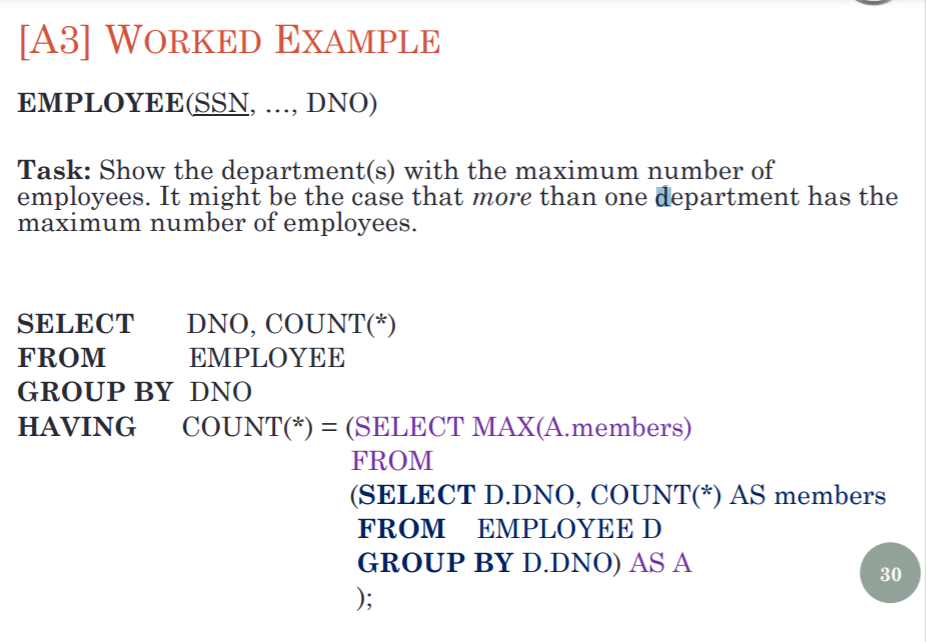 [A3] WORKED EXAMPLE
EMPLOYEE(SSN, …, DNO)
Task: Show the department(s) with the maximum number of
employees. It might be the case that more than one department has the
maximum number of employees.
SELECT DNO, COUNT(*)
FROM EMPLOYEE
GROUP BY DNO
HAVING COUNT(*) = (SELECT MAX(A.members)
FROM
(SELECT D.DNO, COUNT(*) AS members
FROM EMPLOYEE D
GROUP BY D.DNO) AS A
);
30